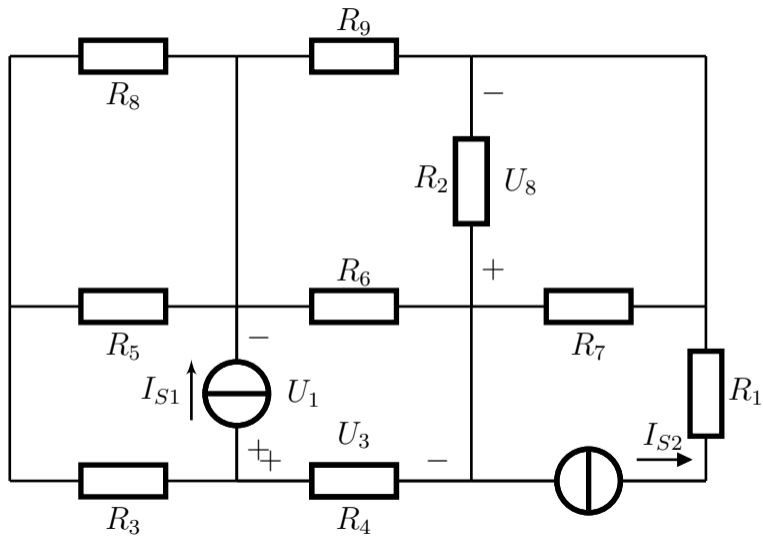 R9
R8
−
R2 U8
R6 +
R5 − R7
IS1 U1 R1
U3 IS2
+
+ −
R3 R4